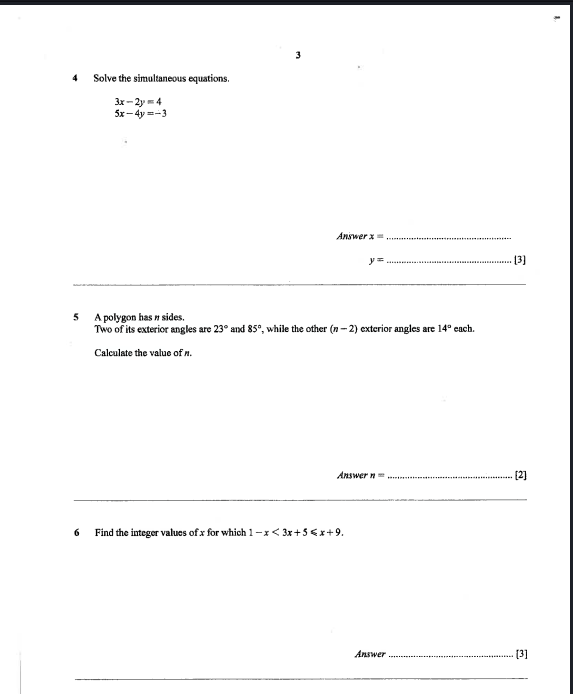 3
4 Solve the simultaneous equations.
3x − 2y = 4
5x − 4y = −3
Answer x = ..................................................
y = .................................................. [3]
5 A polygon has n sides.
Two of its exterior angles are 23° and 85°, while the other (n − 2) exterior angles are 14° each.
Calculate the value of n.
Answer n = .................................................. [2]
6 Find the integer values of x for which 1 − x < 3x + 5 ⩽ x + 9.
Answer .................................................. [3]